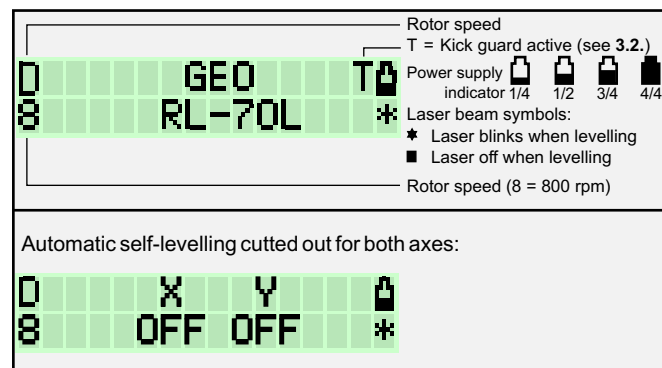 Rotor speed
T = Kick guard active (see 3.2.)
D GEO T
Power supply
indicator 1/4 1/2 3/4 4/4
8 RL-70L *
Laser beam symbols:
* Laser blinks when levelling
■ Laser off when levelling
Rotor speed (8 = 800 rpm)
Automatic self-levelling cutted out for both axes:
D X Y
8 OFF OFF *